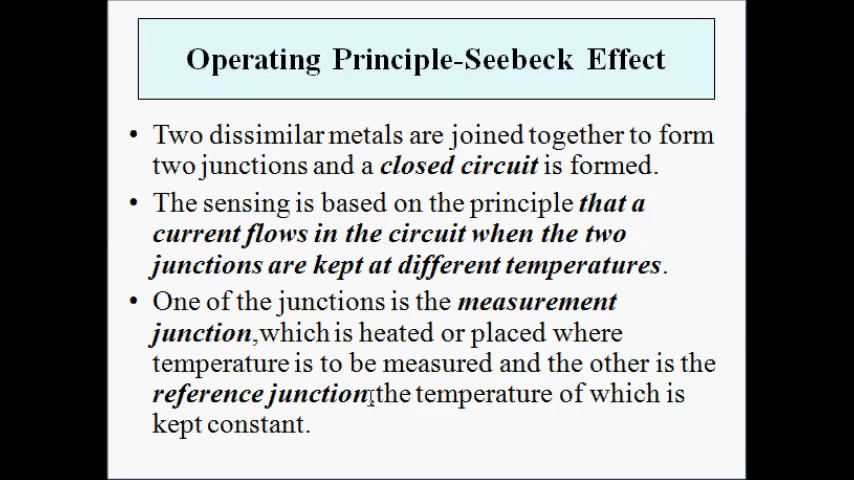 Operating Principle-Seebeck Effect
• Two dissimilar metals are joined together to form
two junctions and a closed circuit is formed.
• The sensing is based on the principle that a
current flows in the circuit when the two
junctions are kept at different temperatures.
• One of the junctions is the measurement
junction,which is heated or placed where
temperature is to be measured and the other is the
reference junction,the temperature of which is
kept constant.